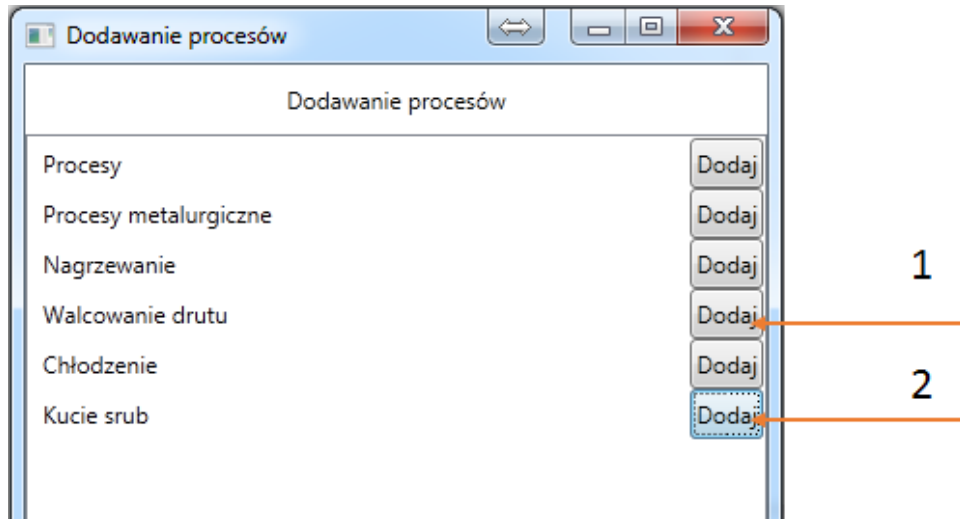 Dodawanie procesów
Dodawanie procesów
Procesy Dodaj
Procesy metalurgiczne Dodaj
Nagrzewanie Dodaj
1
Walcowanie drutu Dodaj
Chłodzenie Dodaj
2
Kucie srub Dodaj